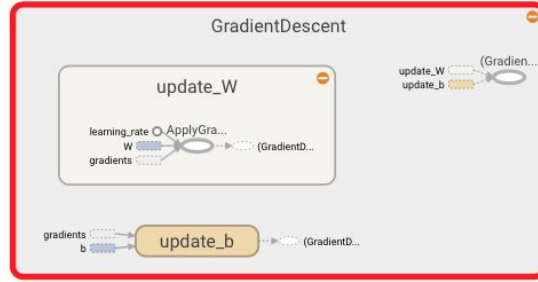 GradientDescent
update_W
learning_rate
ApplyGra...
W
gradients
(GradientD...
(Gradien...
update_W
update_b
gradients
b
update_b
(GradientD...